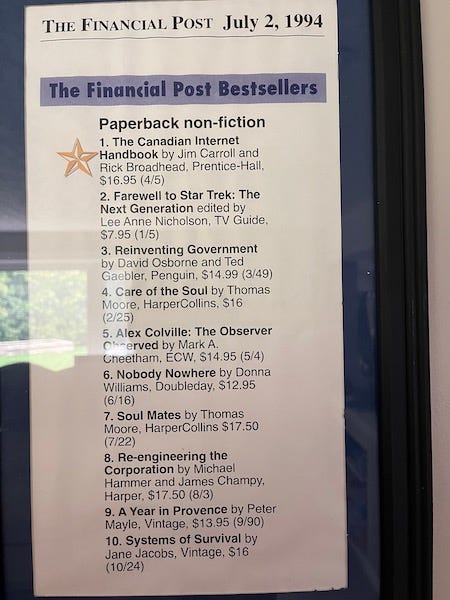 THE FINANCIAL POST July 2, 1994
The Financial Post Bestsellers
Paperback non-fiction
1. The Canadian Internet
Handbook by Jim Carroll and
Rick Broadhead, Prentice-Hall,
$16.95 (4/5)
2. Farewell to Star Trek: The
Next Generation edited by
Lee Anne Nicholson, TV Guide,
$7.95 (1/5)
3. Reinventing Government
by David Osborne and Ted
Gaebler, Penguin, $14.99 (3/49)
4. Care of the Soul by Thomas
Moore, HarperCollins, $16
(2/25)
5. Alex Colville: The Observer
Observed by Mark A.
Cheetham, ECW, $14.95 (5/4)
6. Nobody Nowhere by Donna
Williams, Doubleday, $12.95
(6/16)
7. Soul Mates by Thomas
Moore, HarperCollins $17.50
(7/22)
8. Re-engineering the
Corporation by Michael
Hammer and James Champy,
Harper, $17.50 (8/3)
9. A Year in Provence by Peter
Mayle, Vintage, $13.95 (9/90)
10. Systems of Survival by
Jane Jacobs, Vintage, $16
(10/24)